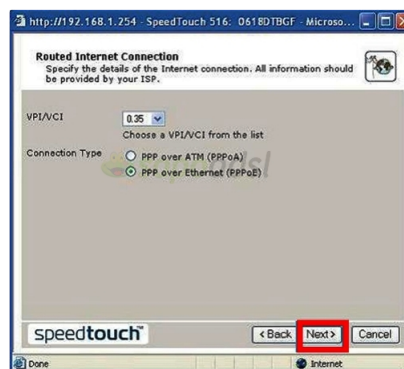 http://192.168.1.254 - SpeedTouch 516: 0618DTBGF - Microso...
Routed Internet Connection
Specify the details of the Internet connection. All information should
be provided by your ISP.
VPI/VCI
0.35
Choose a VPI/VCI from the list
Connection Type
PPP over ATM (PPPoA)
PPP over Ethernet (PPPoE)
speedtouch™
<Back
Next>
Cancel
Done
Internet